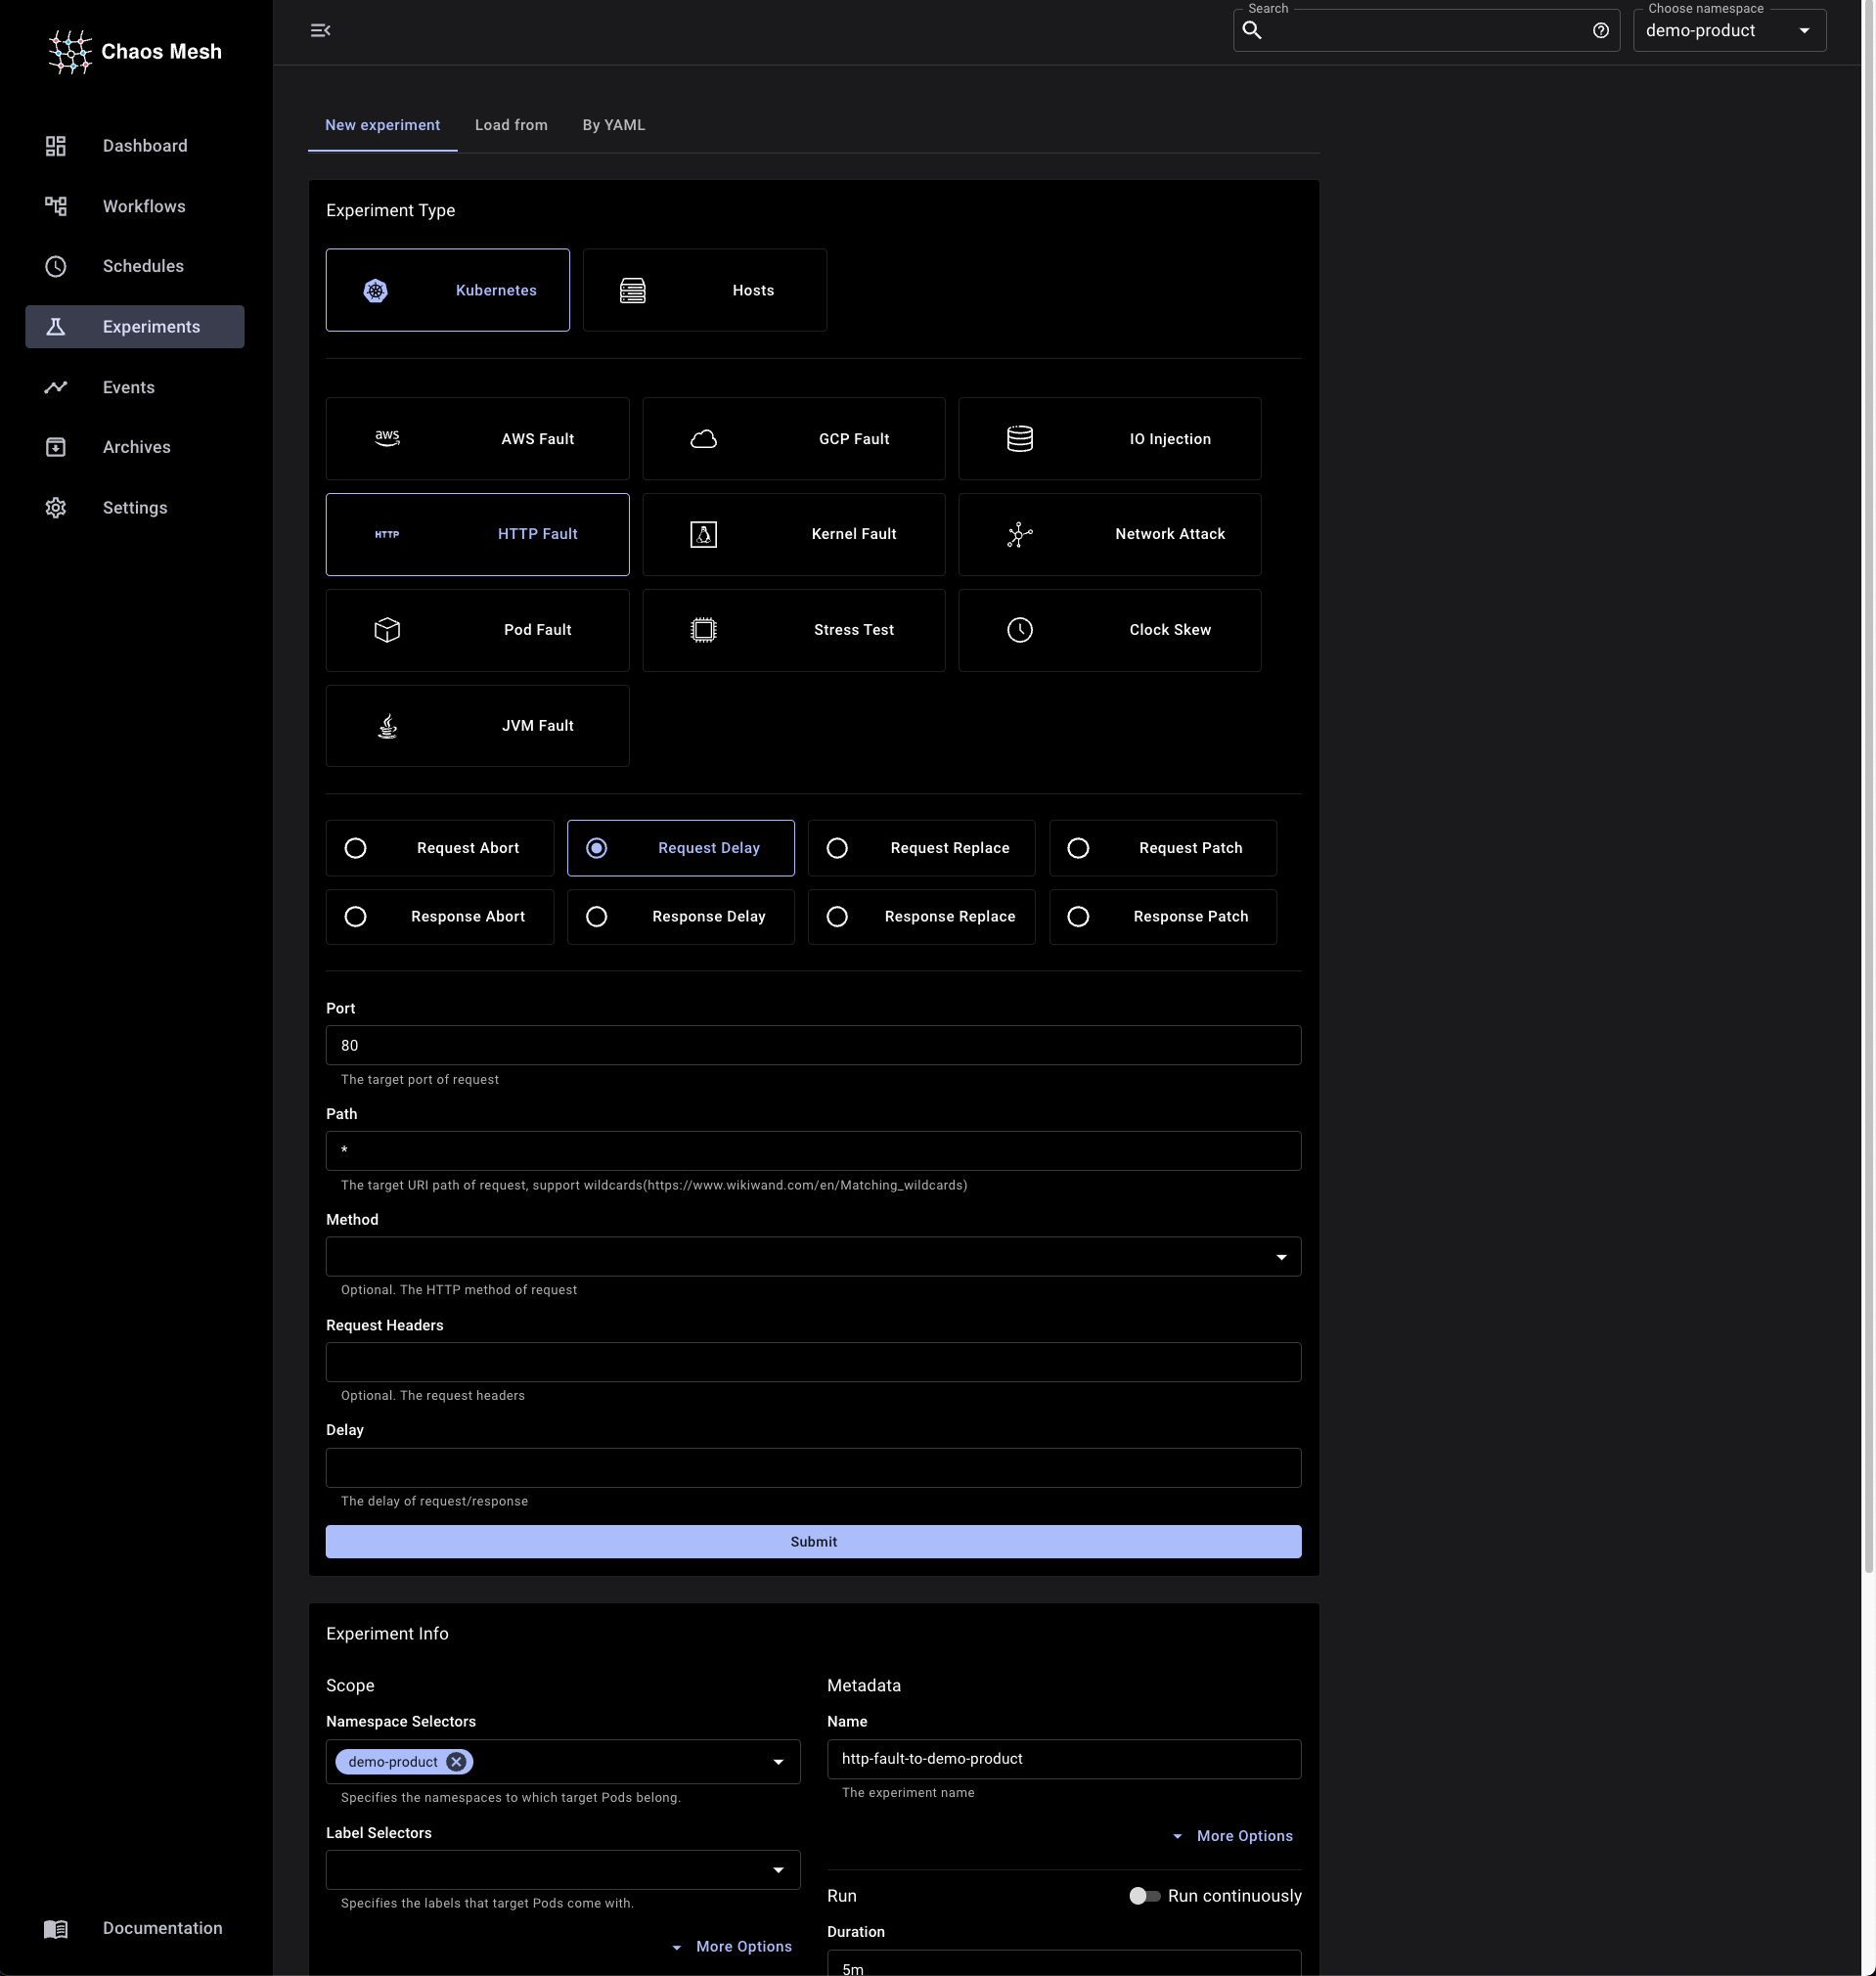 Chaos Mesh
Search
Choose namespace
demo-product
Dashboard
Workflows
Schedules
Experiments
Events
Archives
Settings
Documentation
New experiment
Load from
By YAML
Experiment Type
Kubernetes
Hosts
aws
AWS Fault
GCP Fault
IO Injection
HTTP
HTTP Fault
Kernel Fault
Network Attack
Pod Fault
Stress Test
Clock Skew
JVM Fault
Request Abort
Request Delay
Request Replace
Request Patch
Response Abort
Response Delay
Response Replace
Response Patch
Port
80
The target port of request
Path
*
The target URI path of request, support wildcards(https://www.wikiwand.com/en/Matching_wildcards)
Method
Optional. The HTTP method of request
Request Headers
Optional. The request headers
Delay
The delay of request/response
Submit
Experiment Info
Scope
Namespace Selectors
demo-product
Specifies the namespaces to which target Pods belong.
Label Selectors
Specifies the labels that target Pods come with.
More Options
Metadata
Name
http-fault-to-demo-product
The experiment name
More Options
Run
Run continuously
Duration
5m